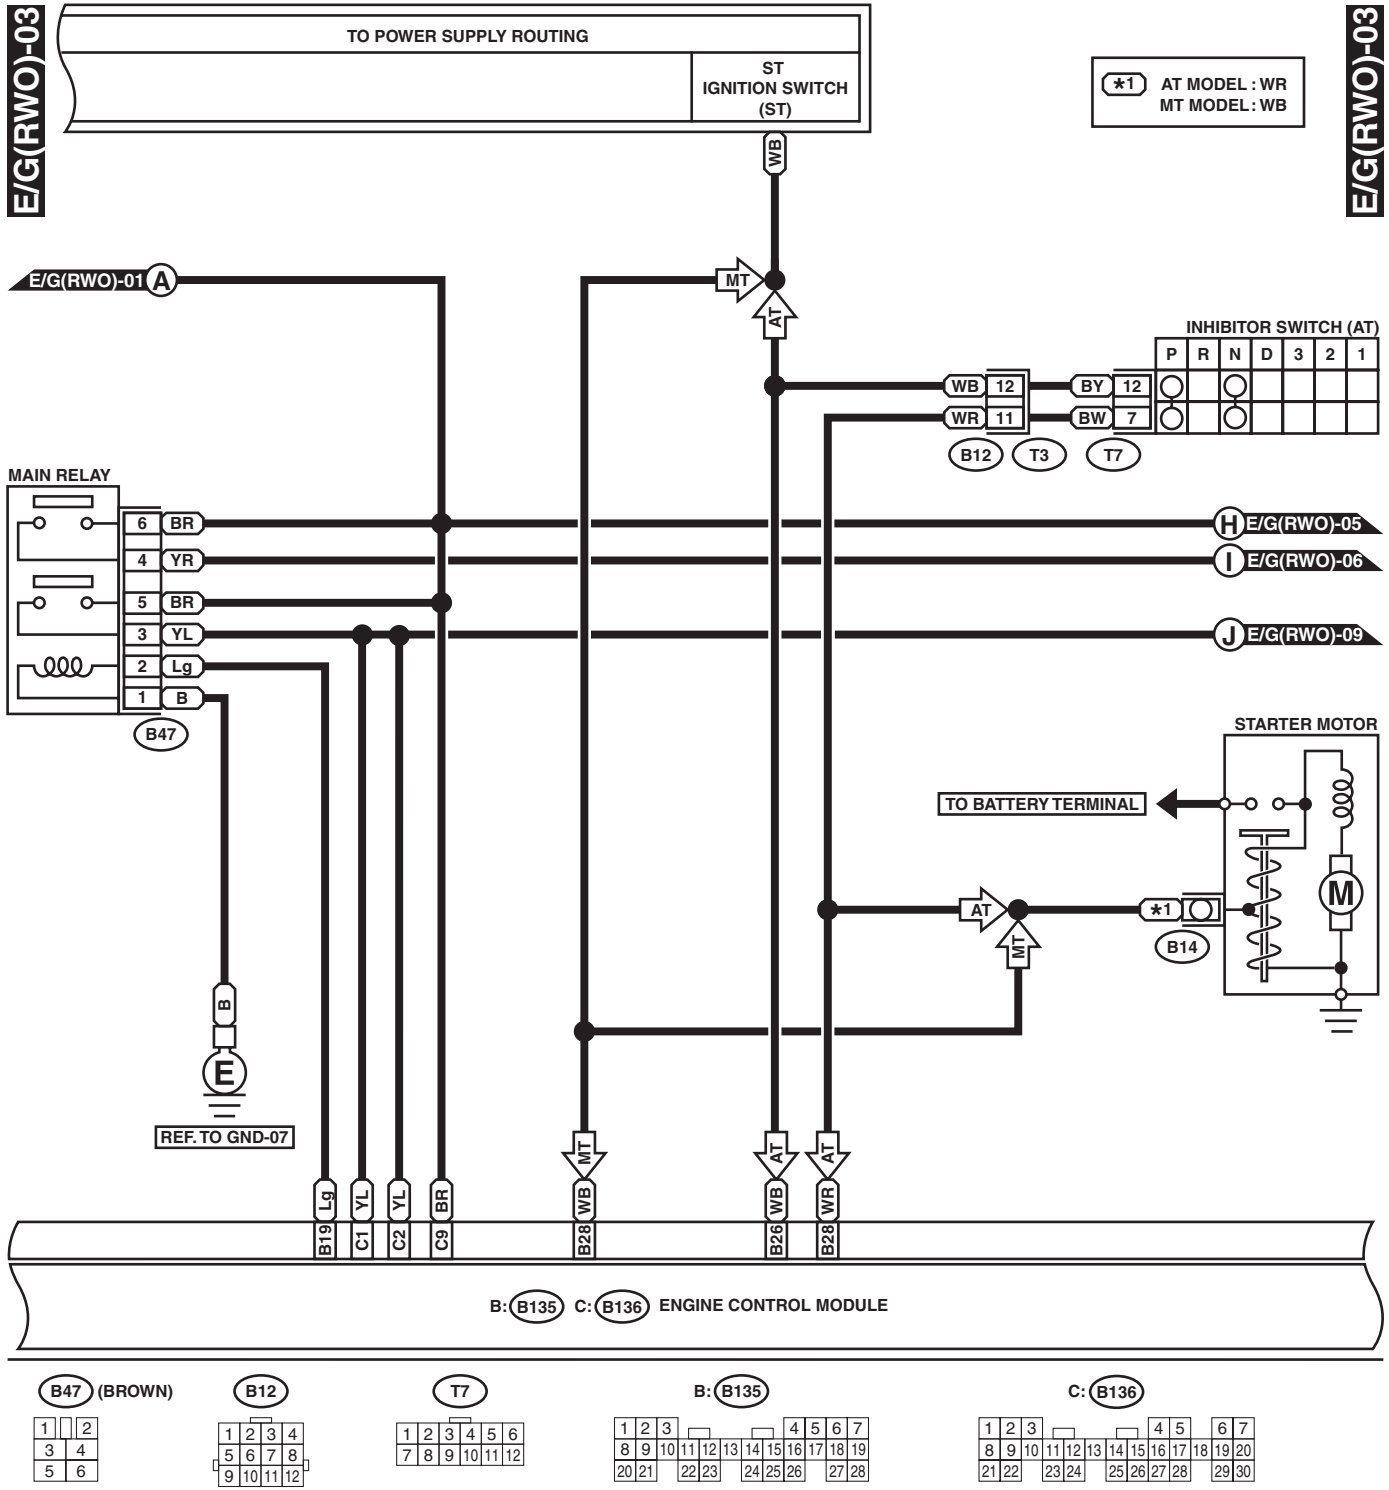 E/G(RWO)-03
TO POWER SUPPLY ROUTING
ST
IGNITION SWITCH
(ST)
*1 AT MODEL : WR
MT MODEL : WB
E/G(RWO)-03
WB
E/G(RWO)-01 A
MT
AT
INHIBITOR SWITCH (AT)
P R N D 3 2 1
WB 12 BY 12
WR 11 BW 7
B12 T3 T7
MAIN RELAY
6 BR
H E/G(RWO)-05
4 YR
I E/G(RWO)-06
5 BR
3 YL
J E/G(RWO)-09
2 Lg
1 B
B47
STARTER MOTOR
TO BATTERY TERMINAL
M
AT
*1
MT
B14
B
E
REF. TO GND-07
MT AT AT
Lg YL YL BR WB WB WR
B19 C1 C2 C9 B28 B26 B28
B: B135 C: B136 ENGINE CONTROL MODULE
B47 (BROWN)
1 2
3 4
5 6
B12
1 2 3 4
5 6 7 8
9 10 11 12
T7
1 2 3 4 5 6
7 8 9 10 11 12
B: B135
1 2 3 4 5 6 7
8 9 10 11 12 13 14 15 16 17 18 19
20 21 22 23 24 25 26 27 28
C: B136
1 2 3 4 5 6 7
8 9 10 11 12 13 14 15 16 17 18 19 20
21 22 23 24 25 26 27 28 29 30